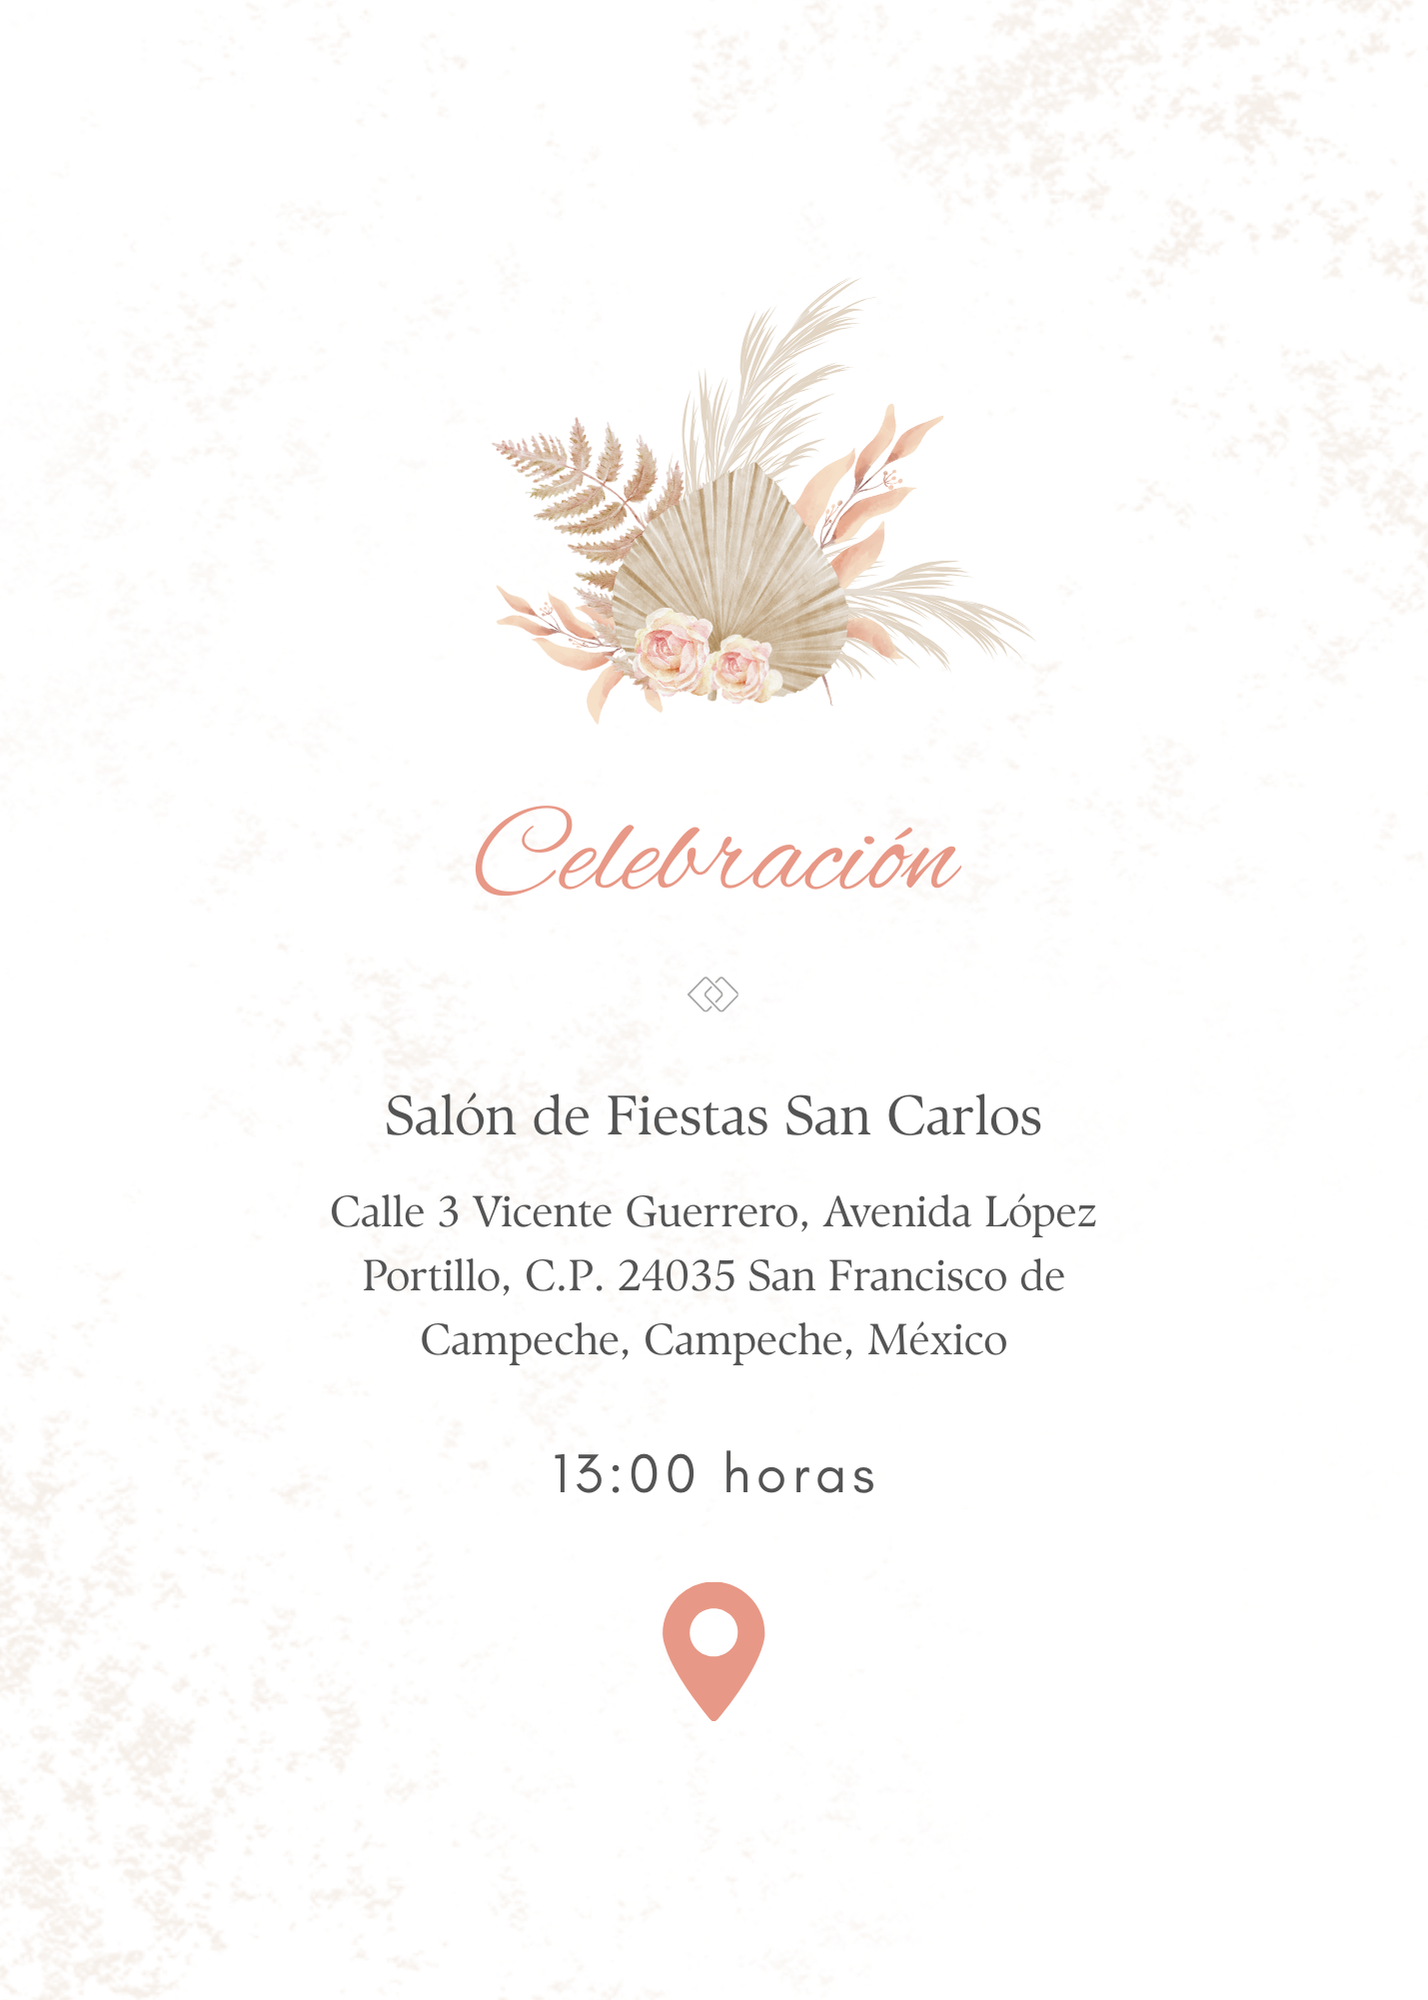 Celebración
Salón de Fiestas San Carlos
Calle 3 Vicente Guerrero, Avenida López
Portillo, C.P. 24035 San Francisco de
Campeche, Campeche, México
13:00 horas